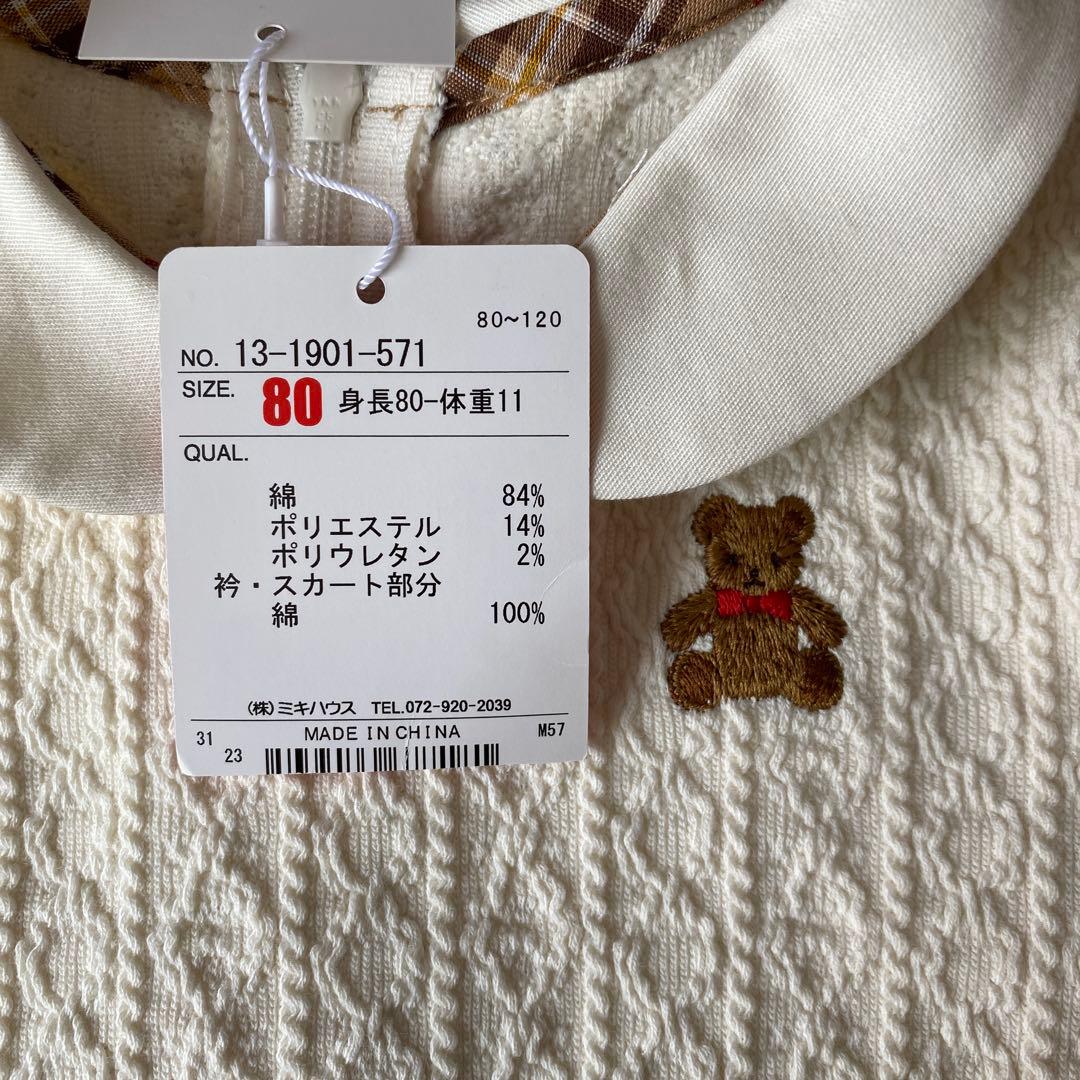 80~120
NO. 13-1901-571
SIZE. 80 身長80-体重11
QUAL.
綿 84%
ポリエステル 14%
ポリウレタン 2%
衿・スカート部分
綿 100%
(株)ミキハウス TEL.072-920-2039
31 MADE IN CHINA M57
23